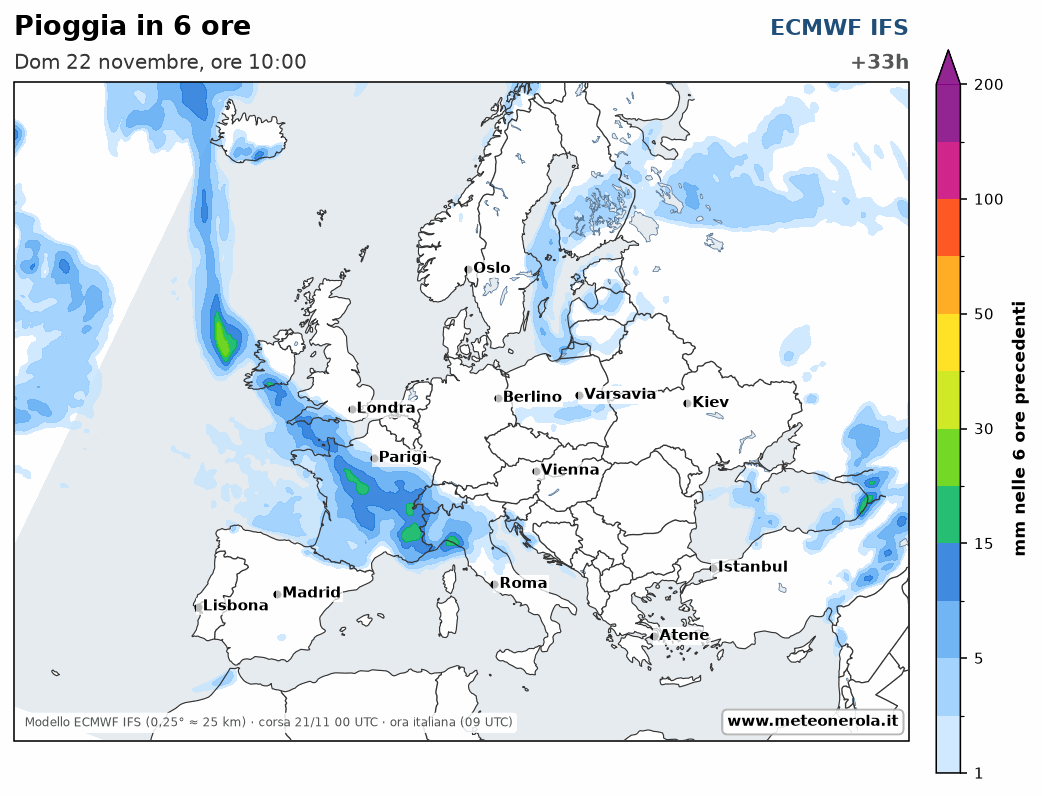 Pioggia in 6 ore
ECMWF IFS
Dom 22 novembre, ore 10:00
+33h
200
100
50
30
15
5
1
mm nelle 6 ore precedenti
Oslo
Berlino
Varsavia
Kiev
Londra
Parigi
Vienna
Istanbul
Roma
Madrid
Lisbona
Atene
Modello ECMWF IFS (0,25° ≈ 25 km) · corsa 21/11 00 UTC · ora italiana (09 UTC)
www.meteonerola.it